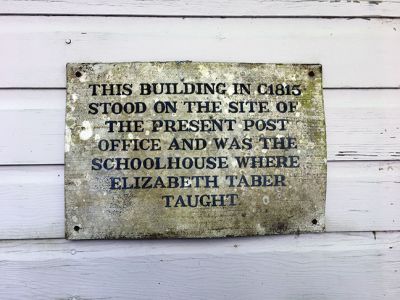 THIS BUILDING IN C1815
STOOD ON THE SITE OF
THE PRESENT POST
OFFICE AND WAS THE
SCHOOLHOUSE WHERE
ELIZABETH TABER
TAUGHT